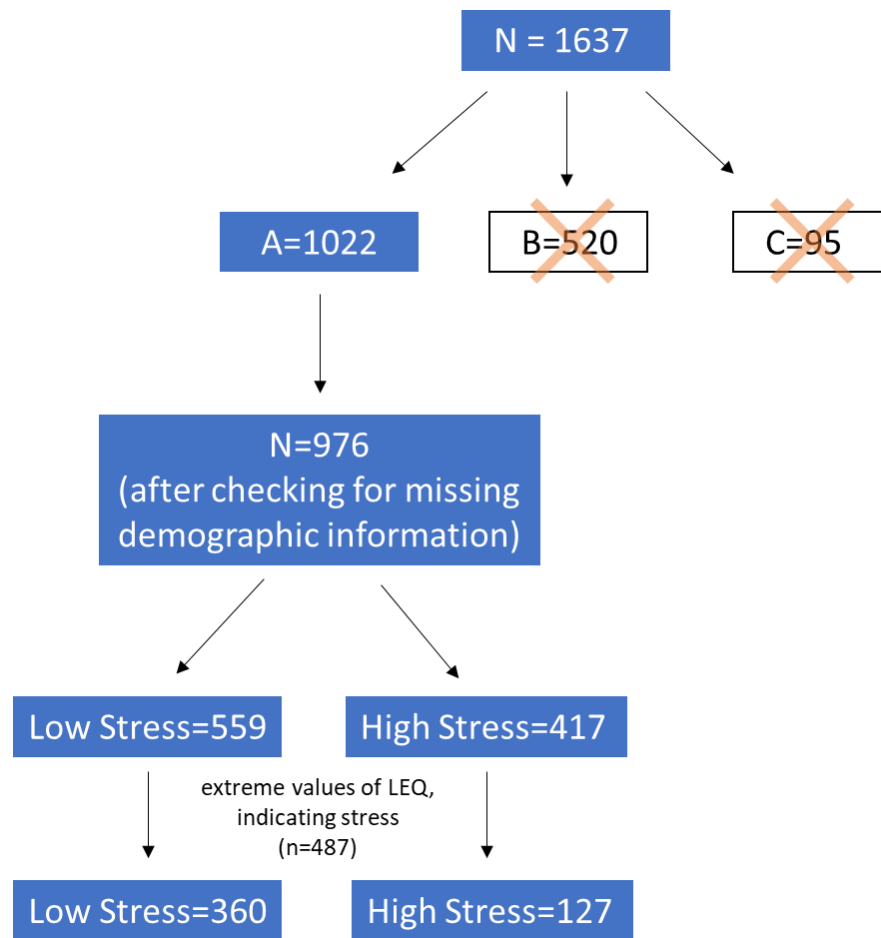 N = 1637
A=1022
B=520
C=95
N=976
(after checking for missing
demographic information)
Low Stress=559
High Stress=417
extreme values of LEQ,
indicating stress
(n=487)
Low Stress=360
High Stress=127